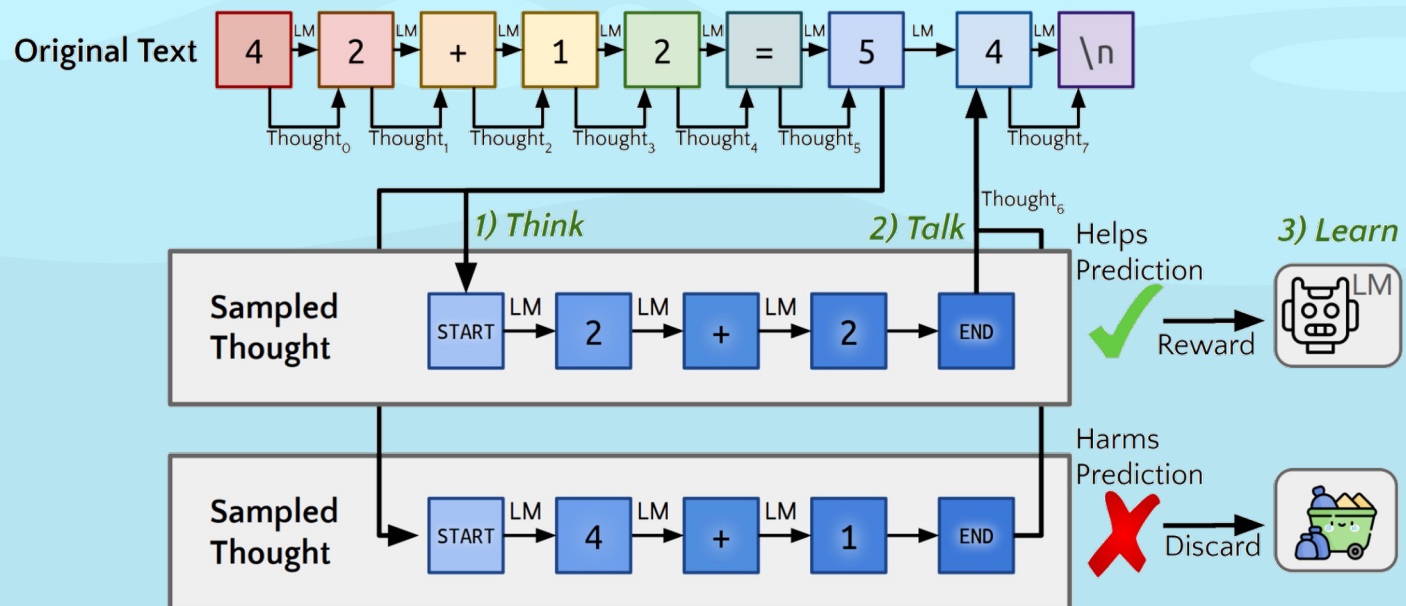 Original Text 4 LM 2 LM + LM 1 LM 2 LM = LM 5 LM 4 LM \n
Thought₀ Thought₁ Thought₂ Thought₃ Thought₄ Thought₅ Thought₇
Thought₆
1) Think 2) Talk
Helps
Prediction
3) Learn
Sampled
Thought
START LM 2 LM + LM 2 END
Reward
LM
Harms
Prediction
Sampled
Thought
START LM 4 LM + LM 1 END
Discard